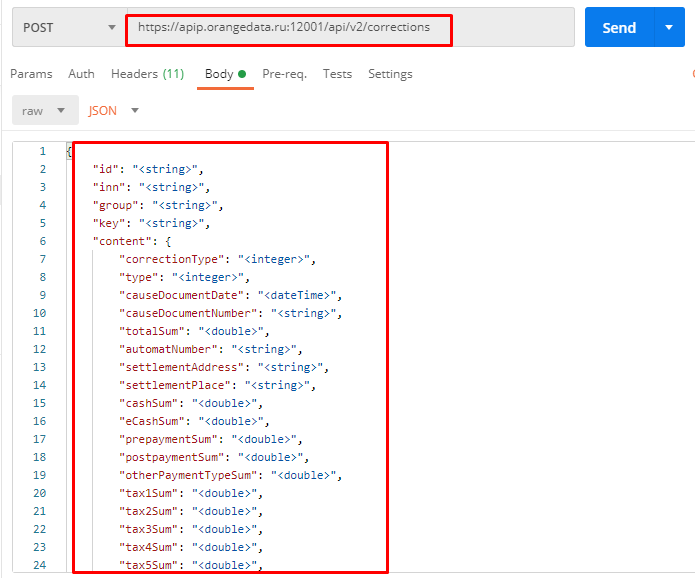 POST https://apip.orangedata.ru:12001/api/v2/corrections Send
Params Auth Headers (11) Body Pre-req. Tests Settings
raw JSON
1 {
2 "id": "<string>",
3 "inn": "<string>",
4 "group": "<string>",
5 "key": "<string>",
6 "content": {
7 "correctionType": "<integer>",
8 "type": "<integer>",
9 "causeDocumentDate": "<dateTime>",
10 "causeDocumentNumber": "<string>",
11 "totalSum": "<double>",
12 "automatNumber": "<string>",
13 "settlementAddress": "<string>",
14 "settlementPlace": "<string>",
15 "cashSum": "<double>",
16 "eCashSum": "<double>",
17 "prepaymentSum": "<double>",
18 "postpaymentSum": "<double>",
19 "otherPaymentTypeSum": "<double>",
20 "tax1Sum": "<double>",
21 "tax2Sum": "<double>",
22 "tax3Sum": "<double>",
23 "tax4Sum": "<double>",
24 "tax5Sum": "<double>",